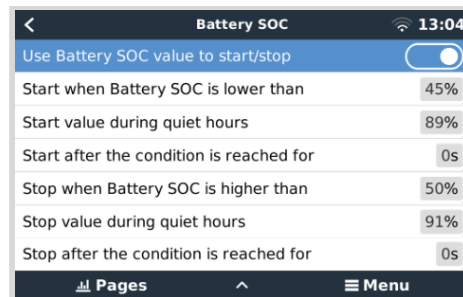 Battery SOC 13:04
Use Battery SOC value to start/stop
Start when Battery SOC is lower than 45%
Start value during quiet hours 89%
Start after the condition is reached for 0s
Stop when Battery SOC is higher than 50%
Stop value during quiet hours 91%
Stop after the condition is reached for 0s
Pages Menu